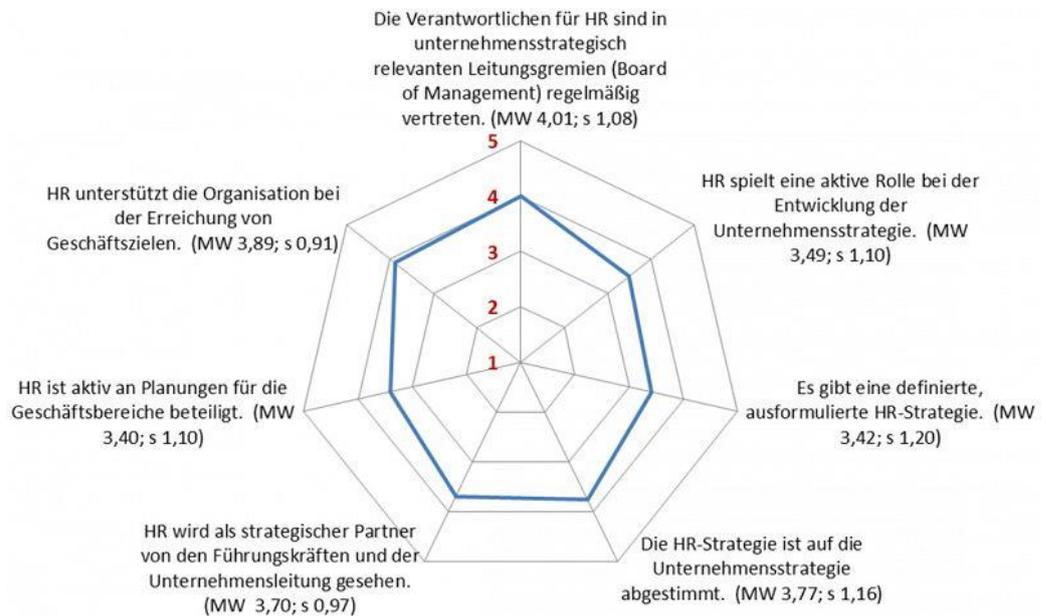 Die Verantwortlichen für HR sind in
unternehmensstrategisch
relevanten Leitungsgremien (Board
of Management) regelmäßig
vertreten. (MW 4,01; s 1,08)
HR spielt eine aktive Rolle bei der
Entwicklung der
Unternehmensstrategie. (MW
3,49; s 1,10)
Es gibt eine definierte,
ausformulierte HR-Strategie. (MW
3,42; s 1,20)
Die HR-Strategie ist auf die
Unternehmensstrategie
abgestimmt. (MW 3,77; s 1,16)
HR wird als strategischer Partner
von den Führungskräften und der
Unternehmensleitung gesehen.
(MW 3,70; s 0,97)
HR ist aktiv an Planungen für die
Geschäftsbereiche beteiligt. (MW
3,40; s 1,10)
HR unterstützt die Organisation bei
der Erreichung von
Geschäftszielen. (MW 3,89; s 0,91)
5
4
3
2
1